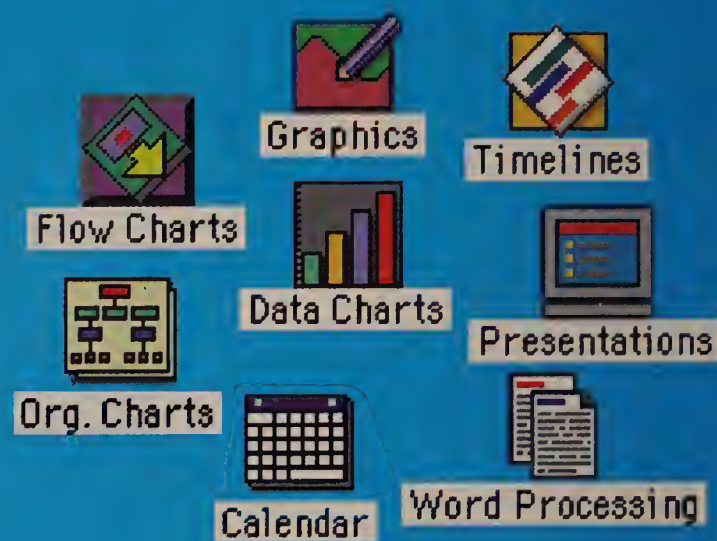 Graphics
Timelines
Flow Charts
Data Charts
Presentations
Org. Charts
Calendar
Word Processing